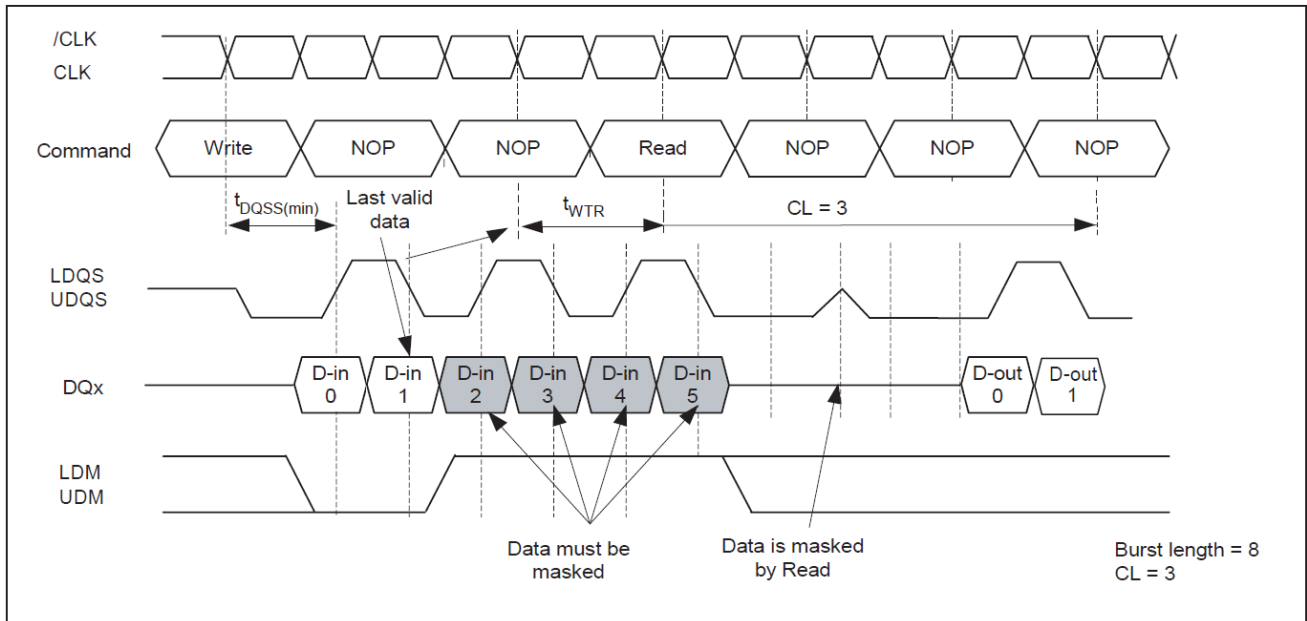 /CLK
CLK
Command
Write
NOP
NOP
Read
NOP
NOP
NOP
tDQSS(min)
Last valid
data
tWTR
CL = 3
LDQS
UDQS
DQx
D-in
0
D-in
1
D-in
2
D-in
3
D-in
4
D-in
5
D-out
0
D-out
1
LDM
UDM
Data must be
masked
Data is masked
by Read
Burst length = 8
CL = 3